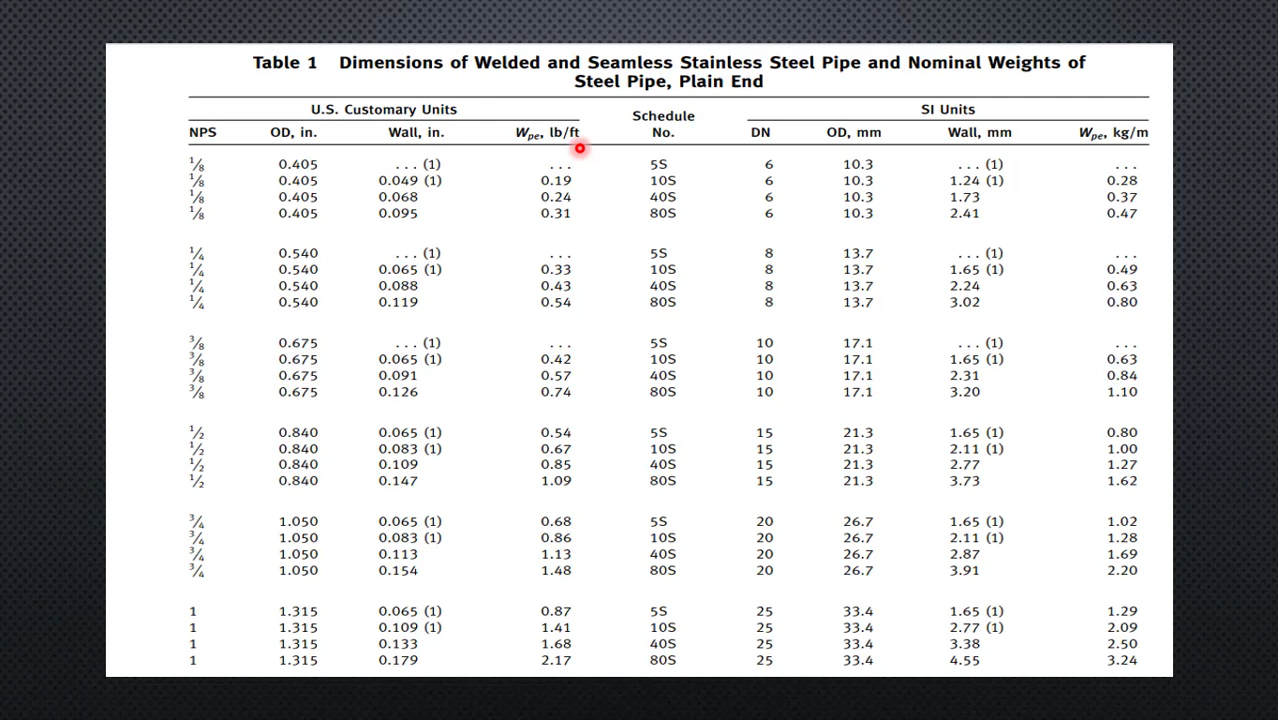 Table 1 Dimensions of Welded and Seamless Stainless Steel Pipe and Nominal Weights of
Steel Pipe, Plain End
U.S. Customary Units Schedule No. SI Units
NPS OD, in. Wall, in. Wpe, lb/ft DN OD, mm Wall, mm Wpe, kg/m
1/8 0.405 . . . (1) . . . 5S 6 10.3 . . . (1) . . .
1/8 0.405 0.049 (1) 0.19 10S 6 10.3 1.24 (1) 0.28
1/8 0.405 0.068 0.24 40S 6 10.3 1.73 0.37
1/8 0.405 0.095 0.31 80S 6 10.3 2.41 0.47
1/4 0.540 . . . (1) . . . 5S 8 13.7 . . . (1) . . .
1/4 0.540 0.065 (1) 0.33 10S 8 13.7 1.65 (1) 0.49
1/4 0.540 0.088 0.43 40S 8 13.7 2.24 0.63
1/4 0.540 0.119 0.54 80S 8 13.7 3.02 0.80
3/8 0.675 . . . (1) . . . 5S 10 17.1 . . . (1) . . .
3/8 0.675 0.065 (1) 0.42 10S 10 17.1 1.65 (1) 0.63
3/8 0.675 0.091 0.57 40S 10 17.1 2.31 0.84
3/8 0.675 0.126 0.74 80S 10 17.1 3.20 1.10
1/2 0.840 0.065 (1) 0.54 5S 15 21.3 1.65 (1) 0.80
1/2 0.840 0.083 (1) 0.67 10S 15 21.3 2.11 (1) 1.00
1/2 0.840 0.109 0.85 40S 15 21.3 2.77 1.27
1/2 0.840 0.147 1.09 80S 15 21.3 3.73 1.62
3/4 1.050 0.065 (1) 0.68 5S 20 26.7 1.65 (1) 1.02
3/4 1.050 0.083 (1) 0.86 10S 20 26.7 2.11 (1) 1.28
3/4 1.050 0.113 1.13 40S 20 26.7 2.87 1.69
3/4 1.050 0.154 1.48 80S 20 26.7 3.91 2.20
1 1.315 0.065 (1) 0.87 5S 25 33.4 1.65 (1) 1.29
1 1.315 0.109 (1) 1.41 10S 25 33.4 2.77 (1) 2.09
1 1.315 0.133 1.68 40S 25 33.4 3.38 2.50
1 1.315 0.179 2.17 80S 25 33.4 4.55 3.24